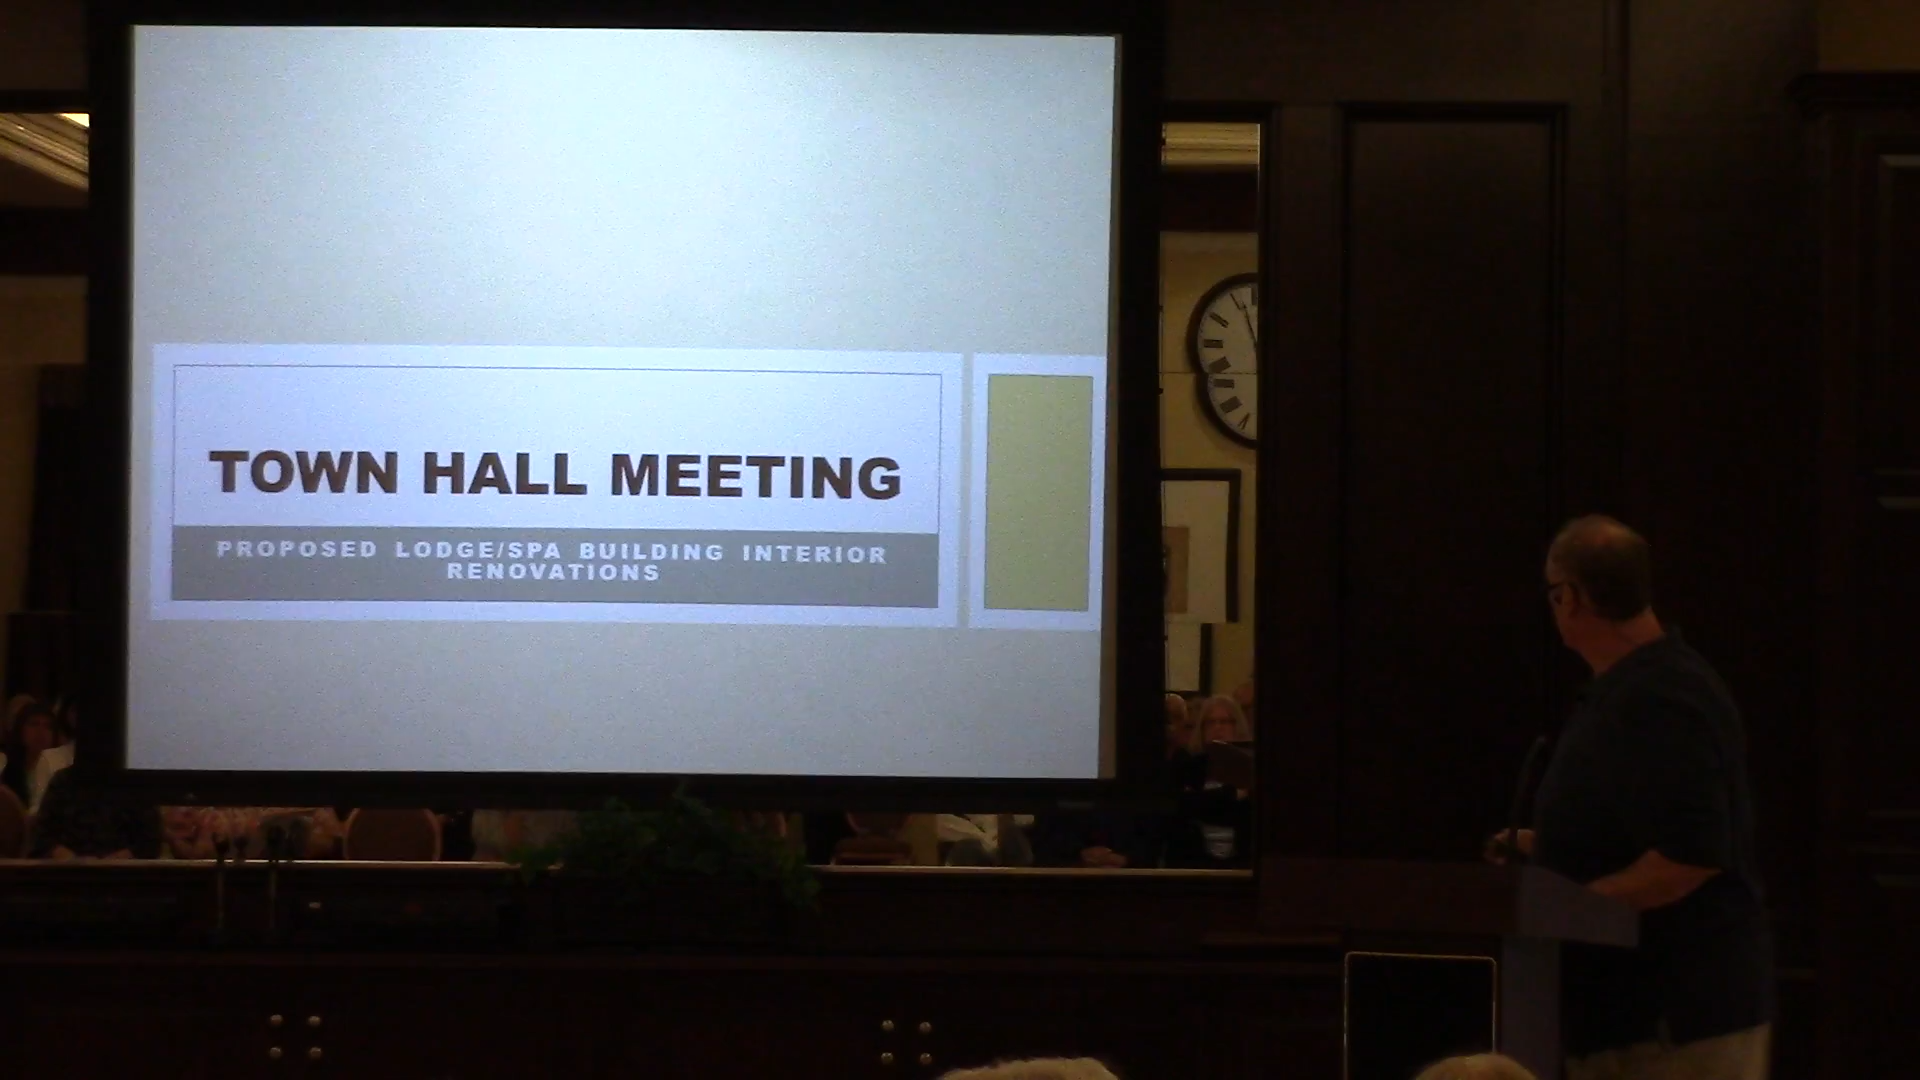 TOWN HALL MEETING
PROPOSED LODGE/SPA BUILDING INTERIOR
RENOVATIONS